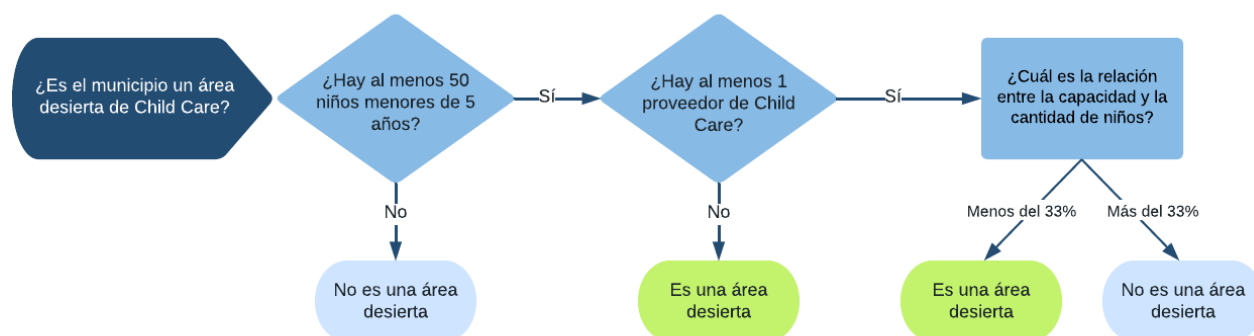 ¿Es el municipio un área
desierta de Child Care?
¿Hay al menos 50
niños menores de 5
años?
Sí
¿Hay al menos 1
proveedor de Child
Care?
Sí
¿Cuál es la relación
entre la capacidad y la
cantidad de niños?
No
No
Menos del 33%
Más del 33%
No es una área
desierta
Es una área
desierta
Es una área
desierta
No es una área
desierta